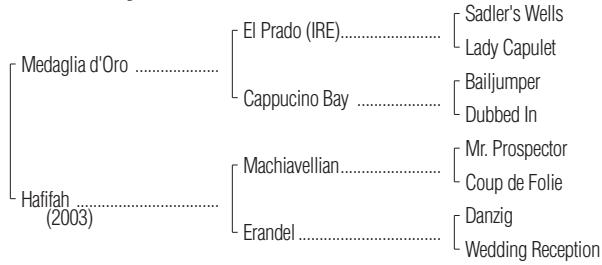 Sadler's Wells
El Prado (IRE)....................
Lady Capulet
Medaglia d'Oro ..................
Bailjumper
Cappucino Bay ..................
Dubbed In
Mr. Prospector
Machiavellian......................
Coup de Folie
Hafifah ...............................
(2003)
Danzig
Erandel ...............................
Wedding Reception